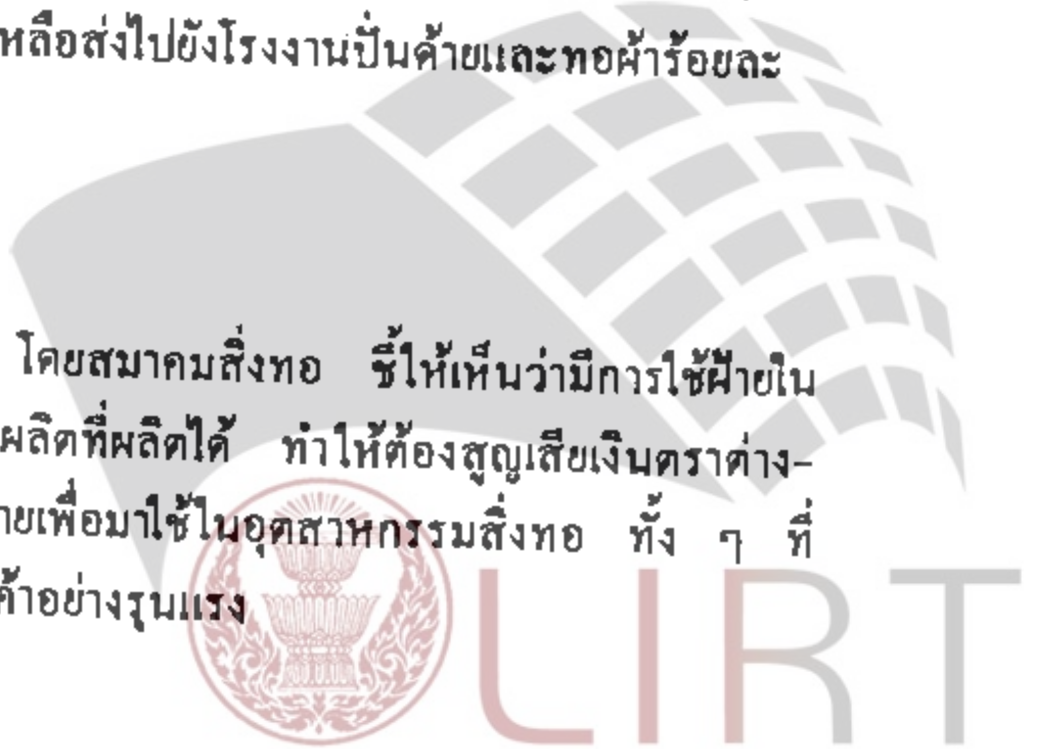 หลือส่งไปยังโรงงานปั่นด้ายและทอผ้าร้อยละ
โดยสมาคมสิ่งทอ ชี้ให้เห็นว่ามีการใช้ฝ้ายใน
ผลิตที่ผลิตได้ ทำให้ต้องสูญเสียเงินตราต่าง-
ายเพื่อมาใช้ในอุตสาหกรรมสิ่งทอ ทั้ง ๆ ที่
ค้าอย่างรุนแรง
LIRT